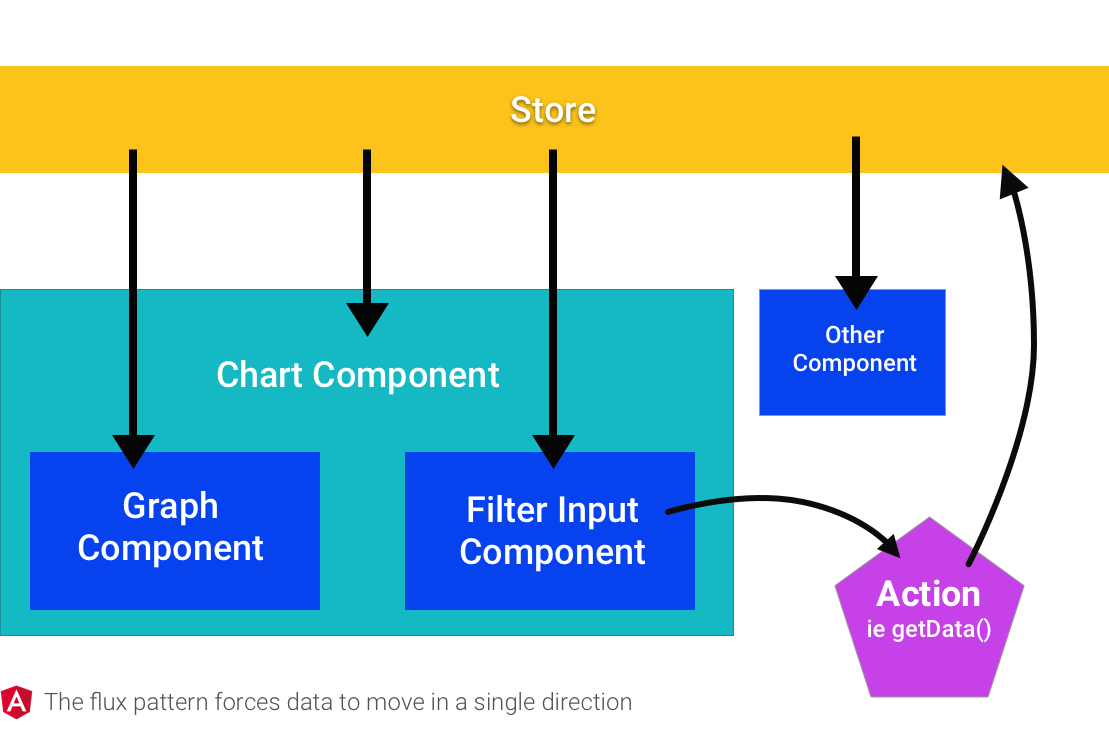 Store
Chart Component
Other
Component
Graph
Component
Filter Input
Component
Action
ie getData()
A
The flux pattern forces data to move in a single direction